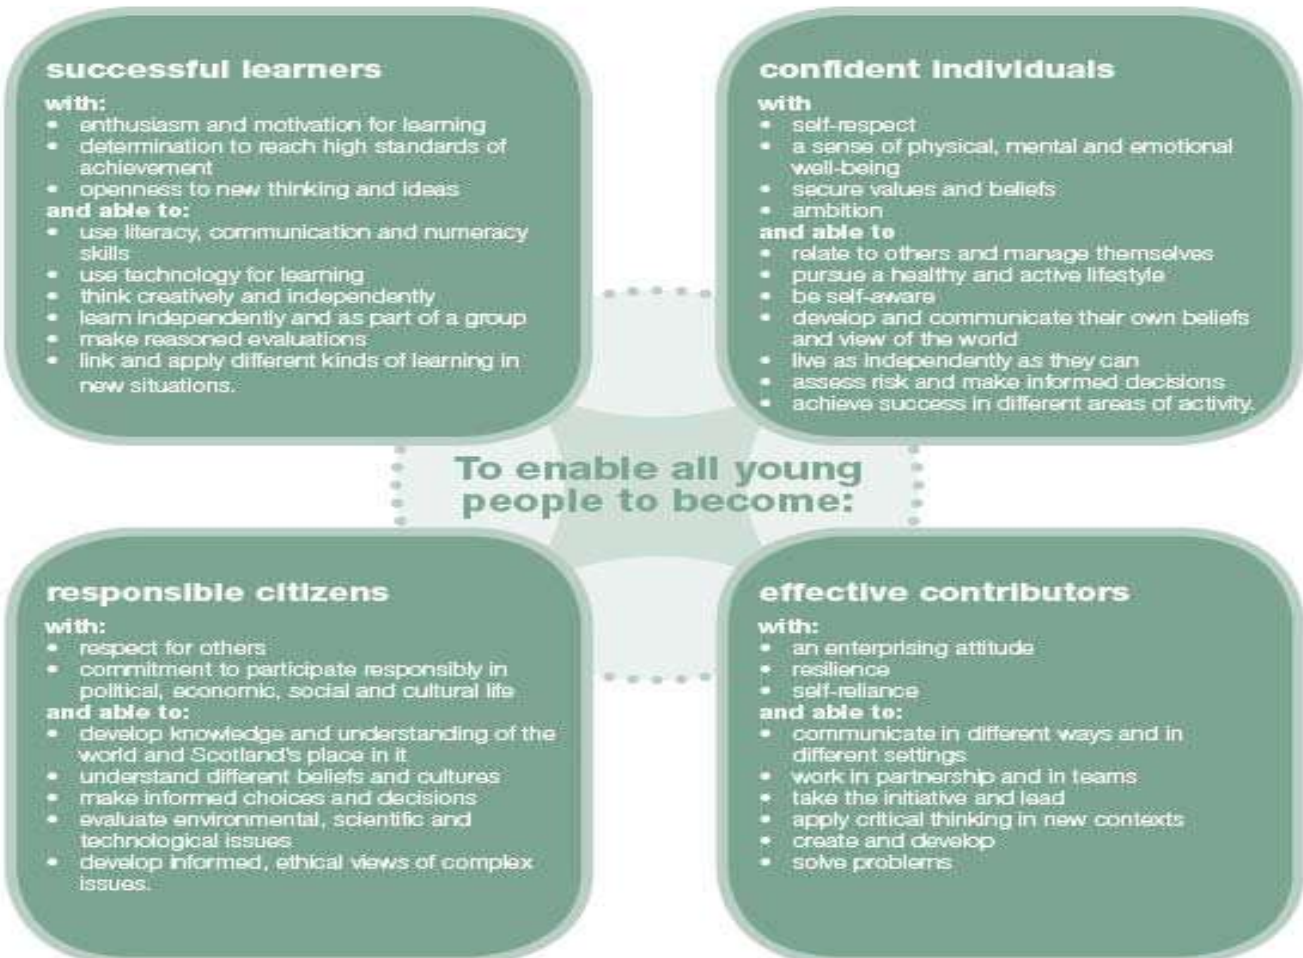 successful learners
with:
• enthusiasm and motivation for learning
• determination to reach high standards of
achievement
• openness to new thinking and ideas
and able to:
• use literacy, communication and numeracy
skills
• use technology for learning
• think creatively and independently
• learn independently and as part of a group
• make reasoned evaluations
• link and apply different kinds of learning in
new situations.
confident individuals
with
• self-respect
• a sense of physical, mental and emotional
well-being
• secure values and beliefs
• ambition
and able to
• relate to others and manage themselves
• pursue a healthy and active lifestyle
• be self-aware
• develop and communicate their own beliefs
and view of the world
• live as independently as they can
• assess risk and make informed decisions
• achieve success in different areas of activity.
To enable all young
people to become:
responsible citizens
with:
• respect for others
• commitment to participate responsibly in
political, economic, social and cultural life
and able to:
• develop knowledge and understanding of the
world and Scotland's place in it
• understand different beliefs and cultures
• make informed choices and decisions
• evaluate environmental, scientific and
technological issues
• develop informed, ethical views of complex
issues.
effective contributors
with:
• an enterprising attitude
• resilience
• self-reliance
and able to:
• communicate in different ways and in
different settings
• work in partnership and in teams
• take the initiative and lead
• apply critical thinking in new contexts
• create and develop
• solve problems